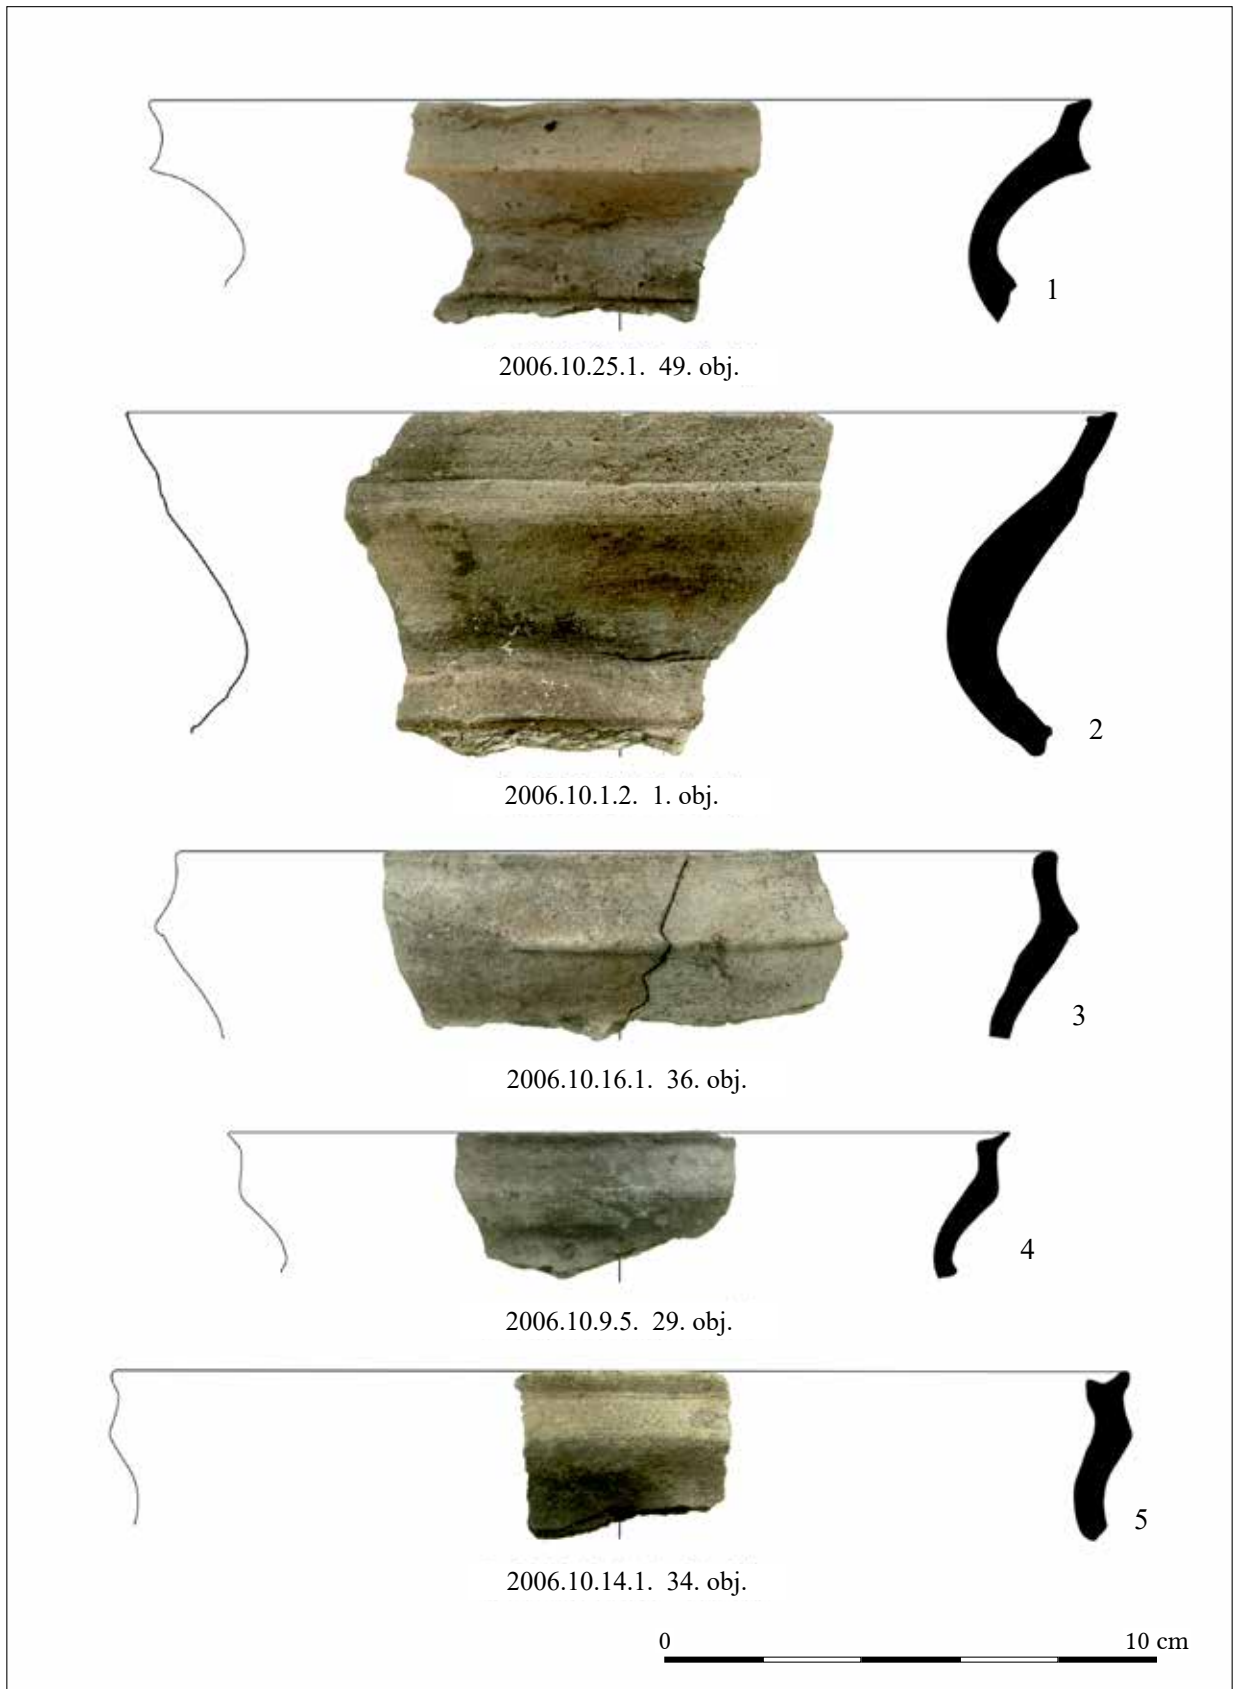 1
2006.10.25.1. 49. obj.
2
2006.10.1.2. 1. obj.
3
2006.10.16.1. 36. obj.
4
2006.10.9.5. 29. obj.
5
2006.10.14.1. 34. obj.
0 10 cm